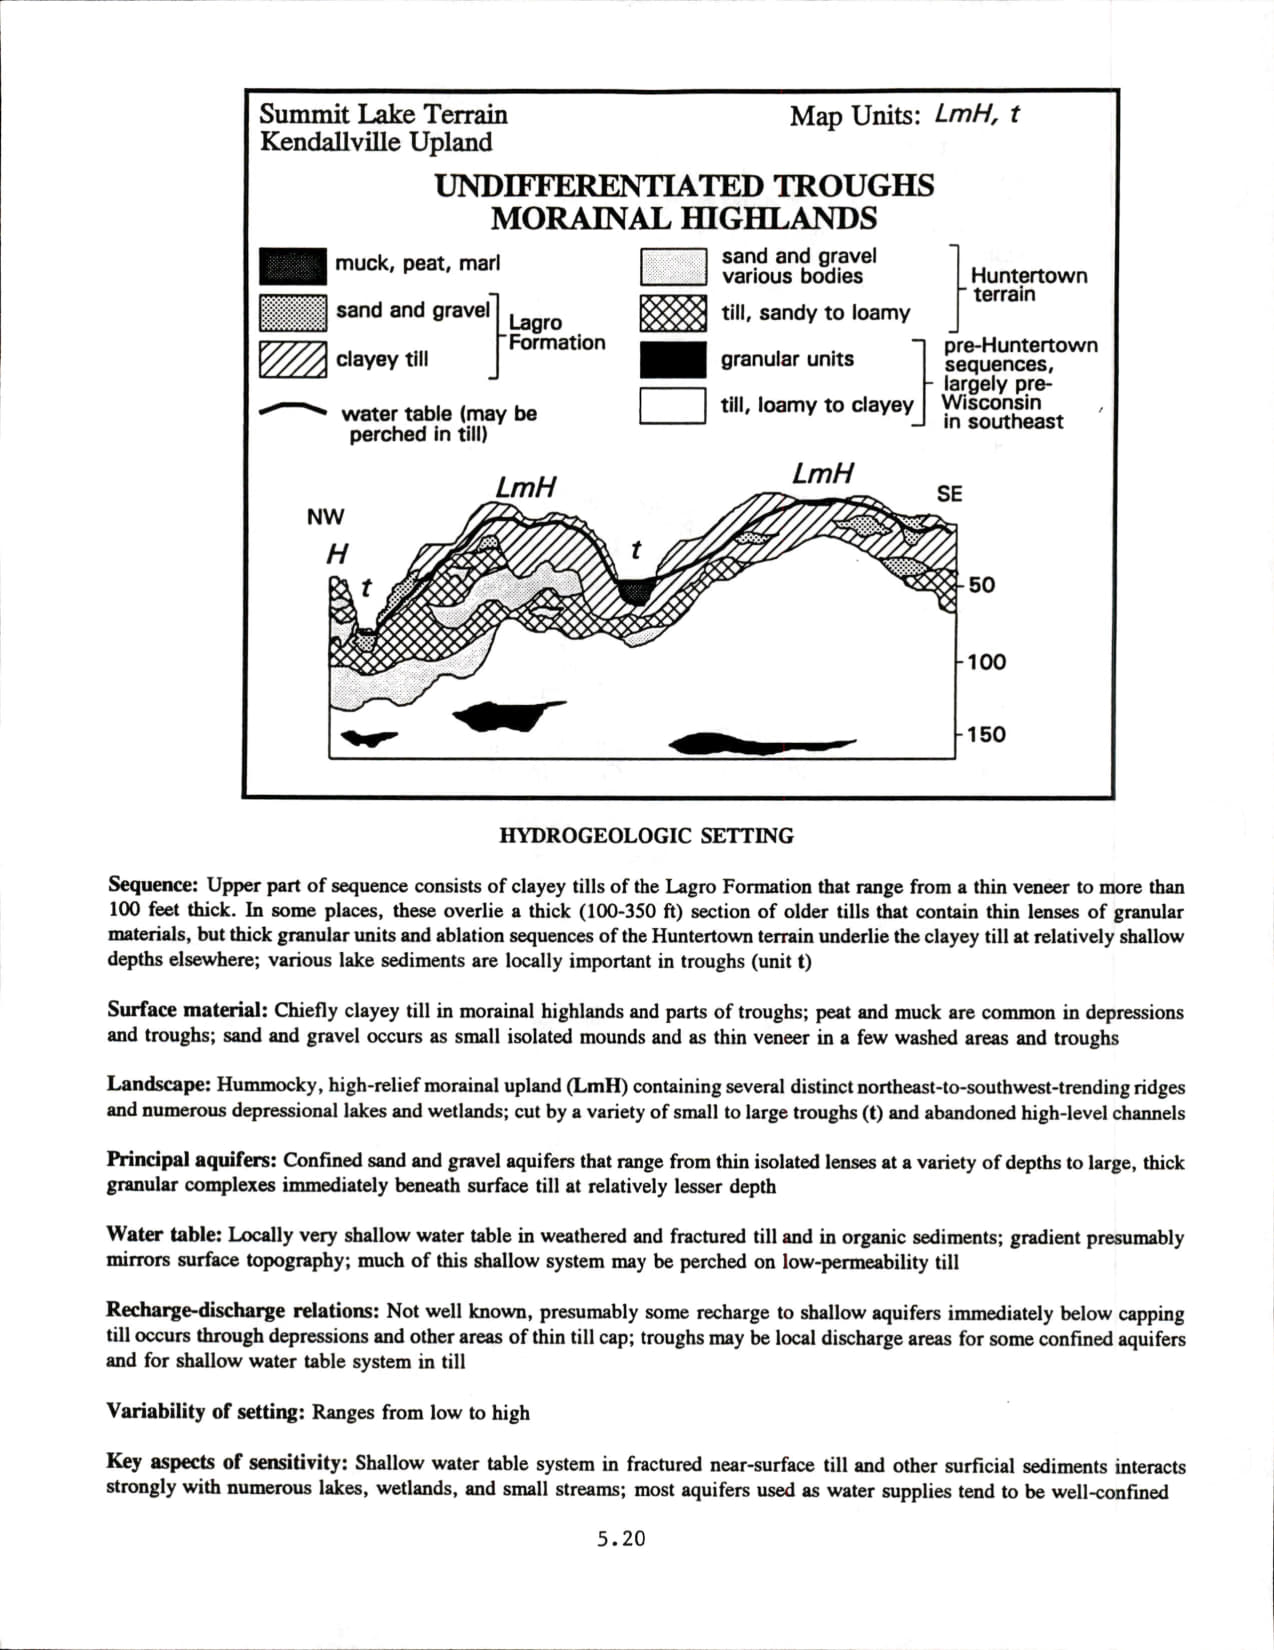 Summit Lake Terrain
Kendallville Upland
Map Units: LmH, t
UNDIFFERENTIATED TROUGHS
MORAINAL HIGHLANDS
muck, peat, marl
sand and gravel
clayey till
Lagro
Formation
water table (may be
perched in till)
sand and gravel
various bodies
till, sandy to loamy
Huntertown
terrain
granular units
till, loamy to clayey
pre-Huntertown
sequences,
largely pre-
Wisconsin
in southeast
LmH
LmH
NW
SE
H
t
t
50
100
150
HYDROGEOLOGIC SETTING
Sequence: Upper part of sequence consists of clayey tills of the Lagro Formation that range from a thin veneer to more than
100 feet thick. In some places, these overlie a thick (100-350 ft) section of older tills that contain thin lenses of granular
materials, but thick granular units and ablation sequences of the Huntertown terrain underlie the clayey till at relatively shallow
depths elsewhere; various lake sediments are locally important in troughs (unit t)
Surface material: Chiefly clayey till in morainal highlands and parts of troughs; peat and muck are common in depressions
and troughs; sand and gravel occurs as small isolated mounds and as thin veneer in a few washed areas and troughs
Landscape: Hummocky, high-relief morainal upland (LmH) containing several distinct northeast-to-southwest-trending ridges
and numerous depressional lakes and wetlands; cut by a variety of small to large troughs (t) and abandoned high-level channels
Principal aquifers: Confined sand and gravel aquifers that range from thin isolated lenses at a variety of depths to large, thick
granular complexes immediately beneath surface till at relatively lesser depth
Water table: Locally very shallow water table in weathered and fractured till and in organic sediments; gradient presumably
mirrors surface topography; much of this shallow system may be perched on low-permeability till
Recharge-discharge relations: Not well known, presumably some recharge to shallow aquifers immediately below capping
till occurs through depressions and other areas of thin till cap; troughs may be local discharge areas for some confined aquifers
and for shallow water table system in till
Variability of setting: Ranges from low to high
Key aspects of sensitivity: Shallow water table system in fractured near-surface till and other surficial sediments interacts
strongly with numerous lakes, wetlands, and small streams; most aquifers used as water supplies tend to be well-confined
5.20